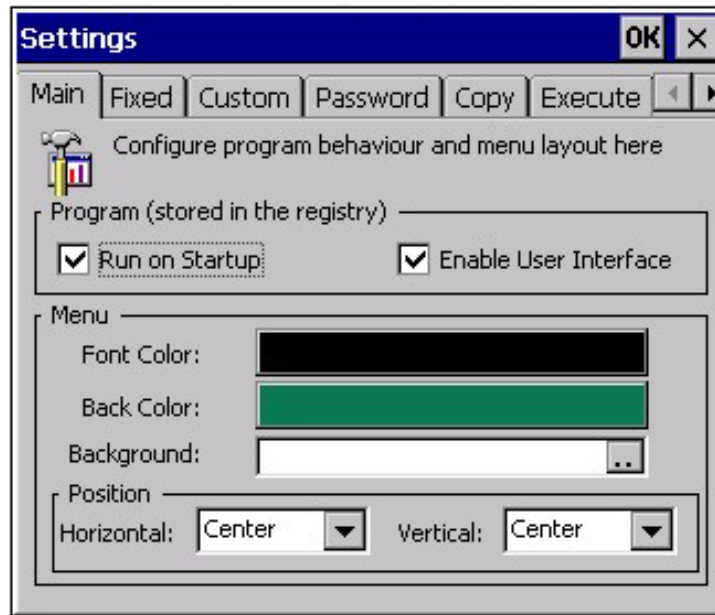 Settings OK ×
Main Fixed Custom Password Copy Execute
Configure program behaviour and menu layout here
Program (stored in the registry)
Run on Startup Enable User Interface
Menu
Font Color:
Back Color:
Background: ..
Position
Horizontal: Center Vertical: Center